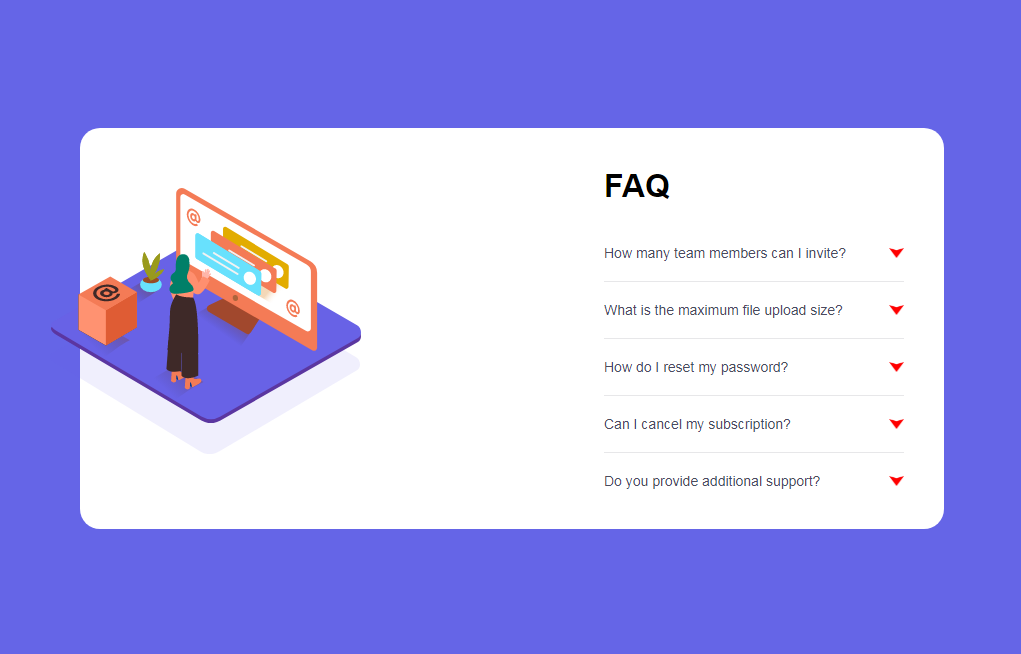 @
@
@
FAQ
How many team members can I invite?
What is the maximum file upload size?
How do I reset my password?
Can I cancel my subscription?
Do you provide additional support?